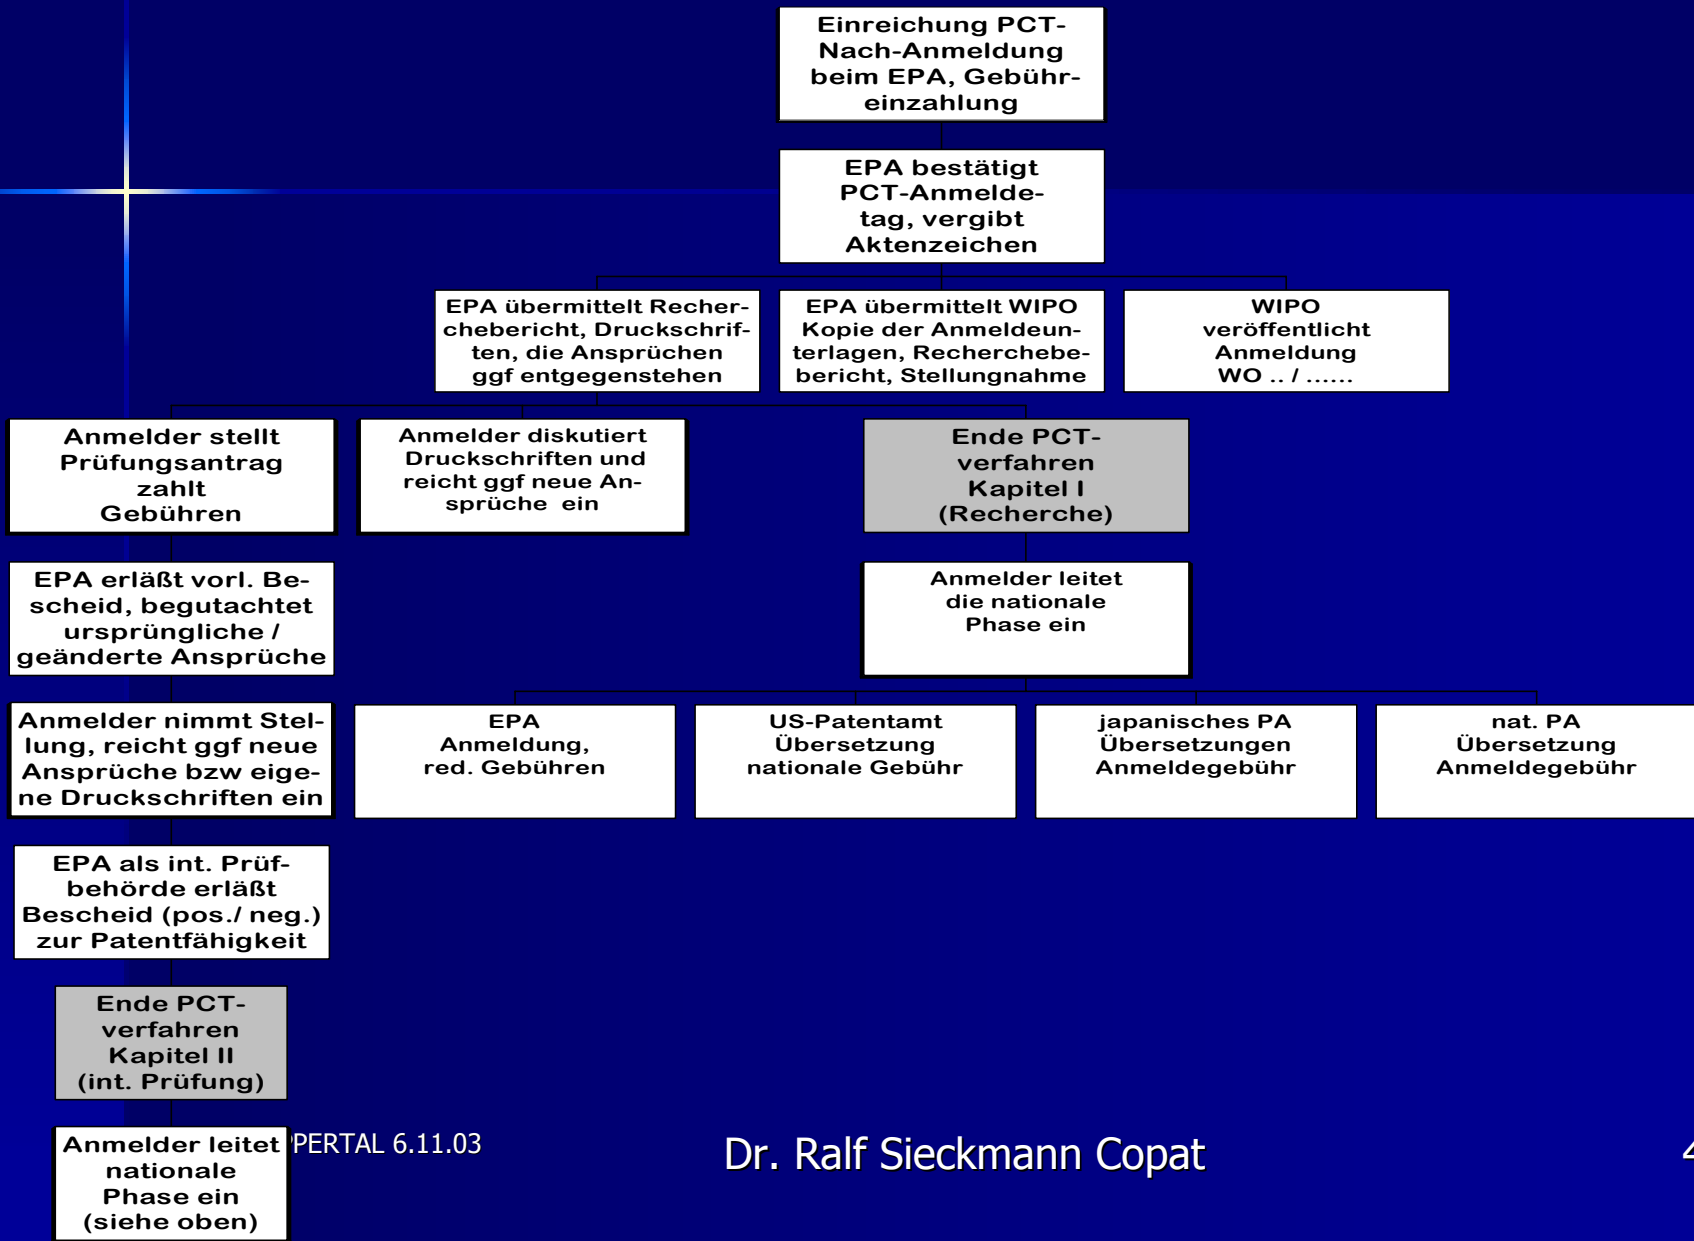 Einreichung PCT-
Nach-Anmeldung
beim EPA, Gebühr-
einzahlung
EPA bestätigt
PCT-Anmelde-
tag, vergibt
Aktenzeichen
EPA übermittelt Recher-
chebericht, Druckschrif-
ten, die Ansprüchen
ggf entgegenstehen
EPA übermittelt WIPO
Kopie der Anmeldeun-
terlagen, Recherchebe-
bericht, Stellungnahme
WIPO
veröffentlicht
Anmeldung
WO .. / ......
Anmelder stellt
Prüfungsantrag
zahlt
Gebühren
Anmelder diskutiert
Druckschriften und
reicht ggf neue An-
sprüche ein
Ende PCT-
verfahren
Kapitel I
(Recherche)
EPA erläßt vorl. Be-
scheid, begutachtet
ursprüngliche /
geänderte Ansprüche
Anmelder leitet
die nationale
Phase ein
Anmelder nimmt Stel-
lung, reicht ggf neue
Ansprüche bzw eige-
ne Druckschriften ein
EPA
Anmeldung,
red. Gebühren
US-Patentamt
Übersetzung
nationale Gebühr
japanisches PA
Übersetzungen
Anmeldegebühr
nat. PA
Übersetzung
Anmeldegebühr
EPA als int. Prüf-
behörde erläßt
Bescheid (pos./ neg.)
zur Patentfähigkeit
Ende PCT-
verfahren
Kapitel II
(int. Prüfung)
Anmelder leitet
nationale
Phase ein
(siehe oben)
PPERTAL 6.11.03
Dr. Ralf Sieckmann Copat